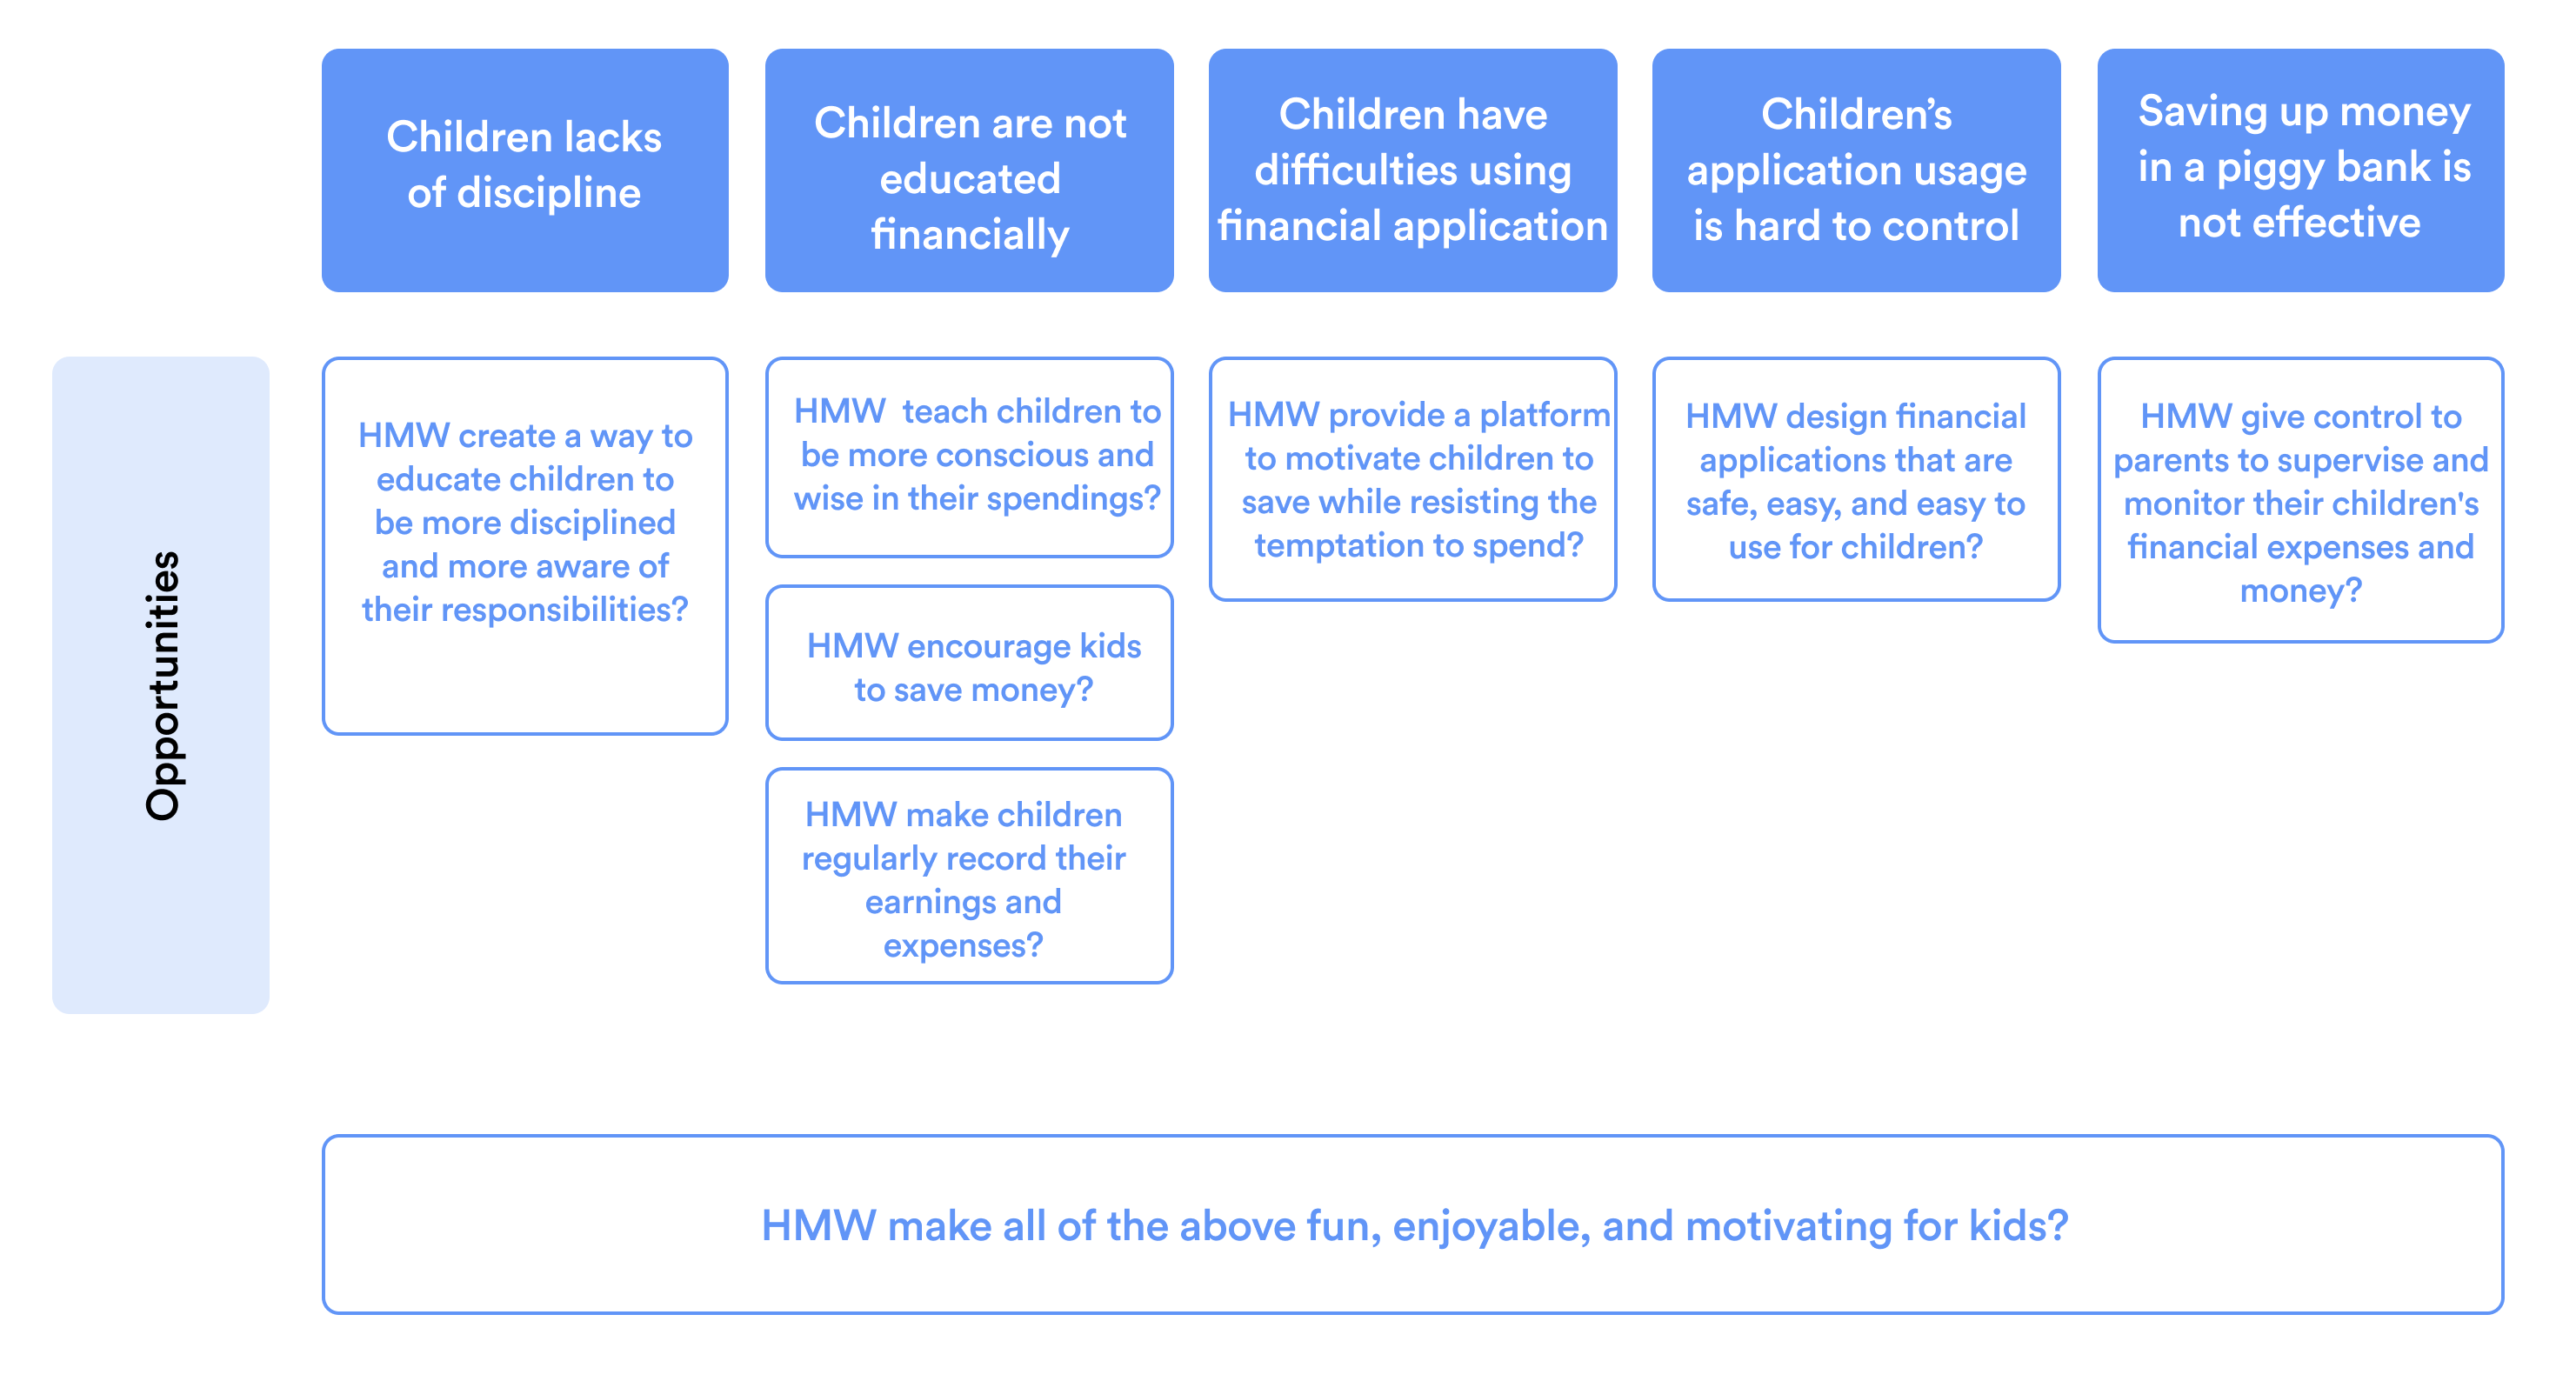 Children lacks
of discipline
Children are not
educated
financially
Children have
difficulties using
financial application
Children’s
application usage
is hard to control
Saving up money
in a piggy bank is
not effective
Opportunities
HMW create a way to
educate children to
be more disciplined
and more aware of
their responsibilities?
HMW  teach children to
be more conscious and
wise in their spendings?
HMW encourage kids
to save money?
HMW make children
regularly record their
earnings and
expenses?
HMW provide a platform
to motivate children to
save while resisting the
temptation to spend?
HMW design financial
applications that are
safe, easy, and easy to
use for children?
HMW give control to
parents to supervise and
monitor their children's
financial expenses and
money?
HMW make all of the above fun, enjoyable, and motivating for kids?